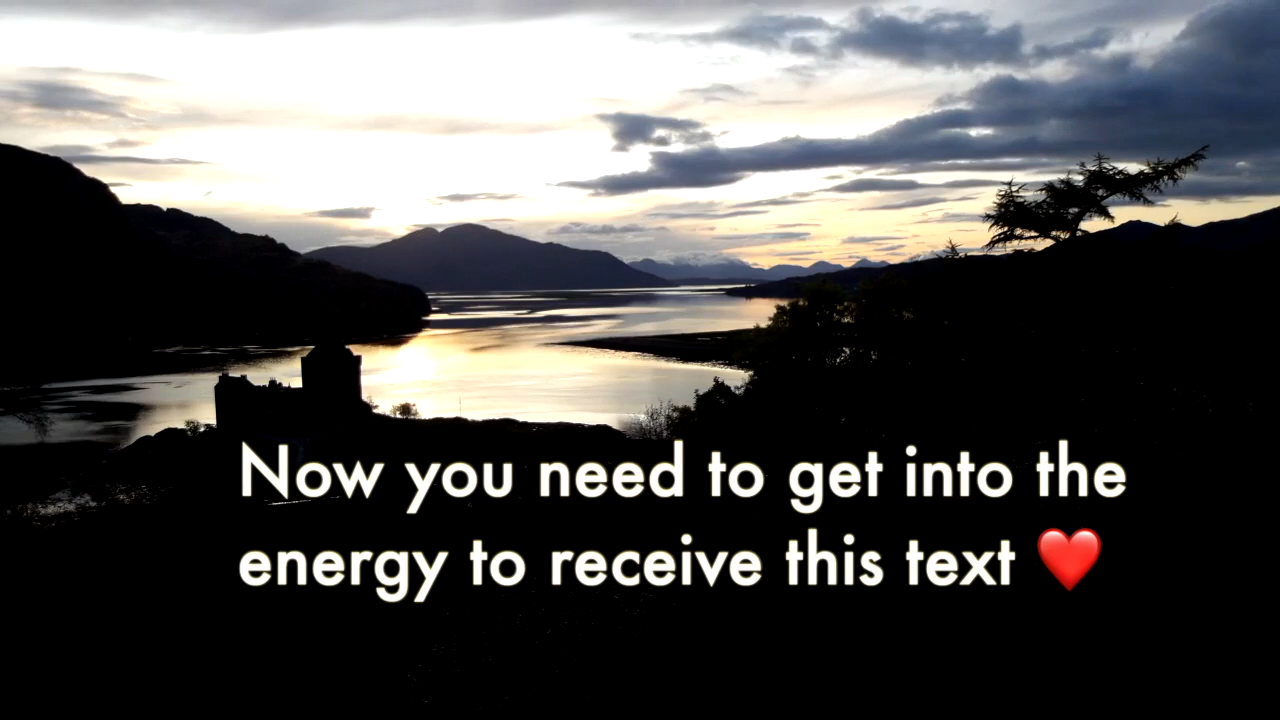 Now you need to get into the
energy to receive this text ❤️